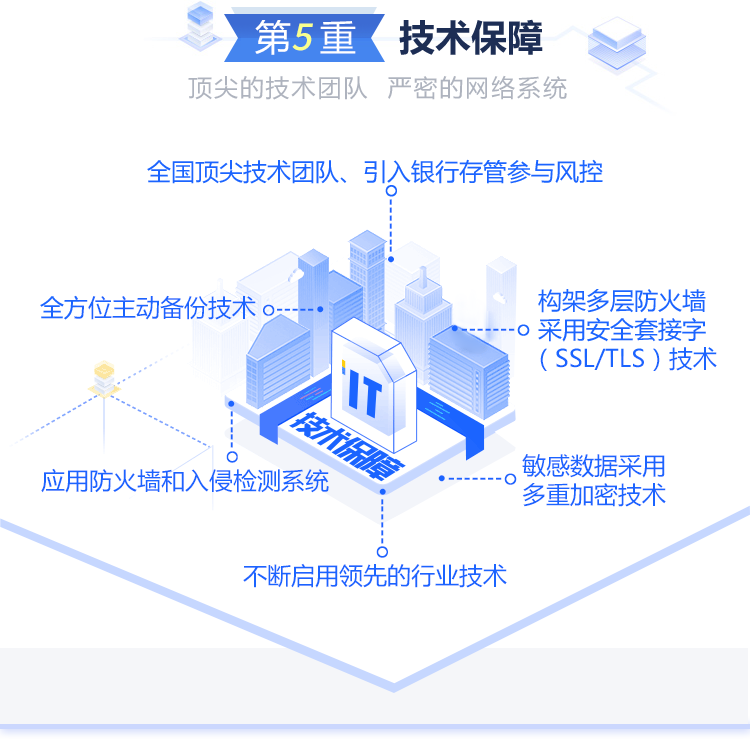 第5重 技术保障
顶尖的技术团队 严密的网络系统
全国顶尖技术团队、引入银行存管参与风控
全方位主动备份技术
构架多层防火墙
采用安全套接字
（SSL/TLS）技术
IT
技术保障
应用防火墙和入侵检测系统
敏感数据采用
多重加密技术
不断启用领先的行业技术